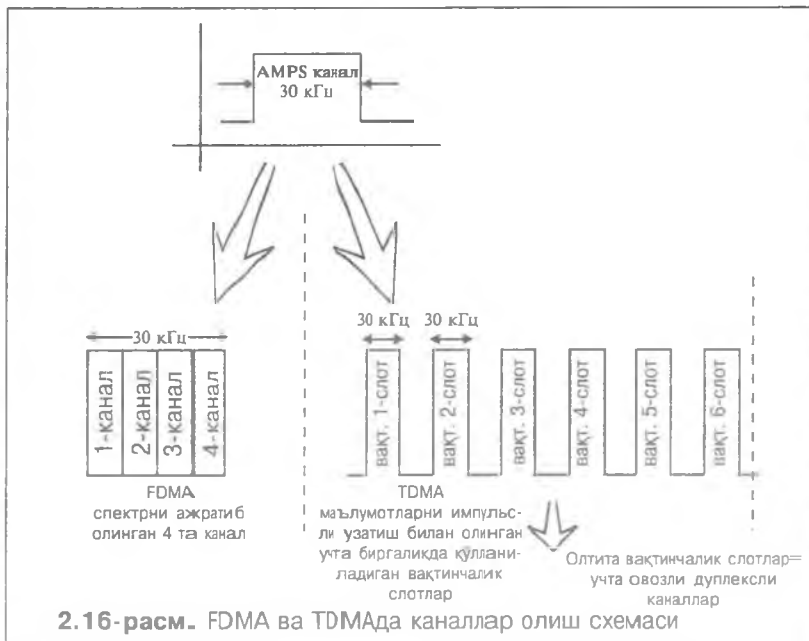 AMPS канал
30 кГц
30 кГц
1-канал
2-канал
3-канал
4-канал
FDMA
спектрни ажратиб
олинган 4 та канал
30 кГц
30 кГц
вақт. 1-слот
вақт. 2-слот
вақт. 3-слот
вақт. 4-слот
вақт. 5-слот
вақт. 6-слот
TDMA
маълумотларни импульс-
ли узатиш билан олинган
учта биргаликда қўллани-
ладиган вақтинчалик
слотлар
Олтита вақтинчалик слотлар=
учта овозли дуплексли
каналлар
2.16-расм. FDMA ва TDMAда каналлар олиш схемаси